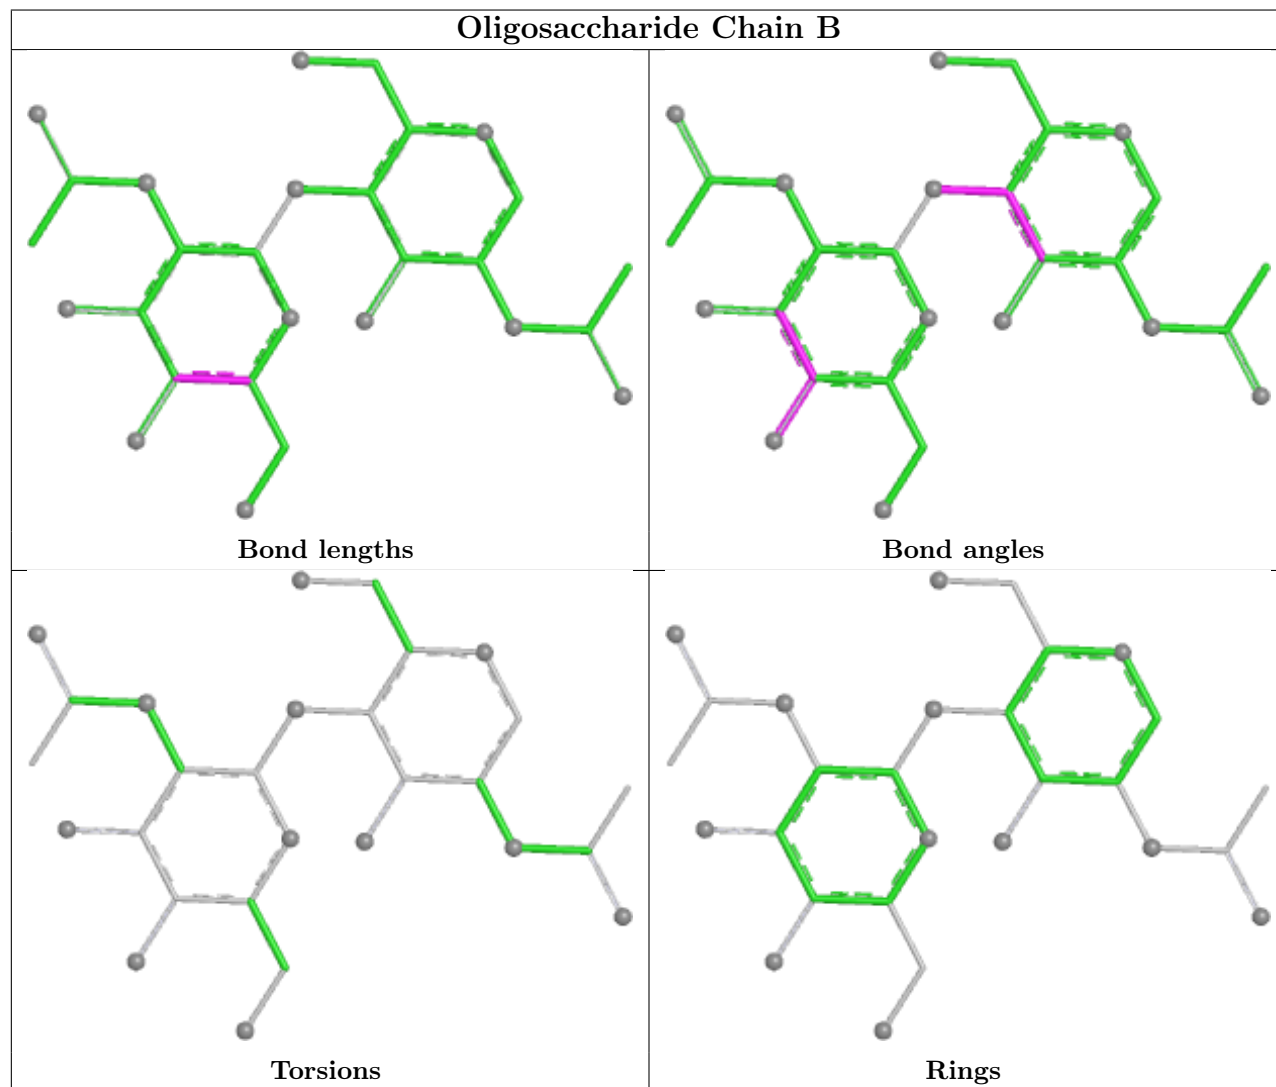 Oligosaccharide Chain B
Bond lengths
Bond angles
Torsions
Rings